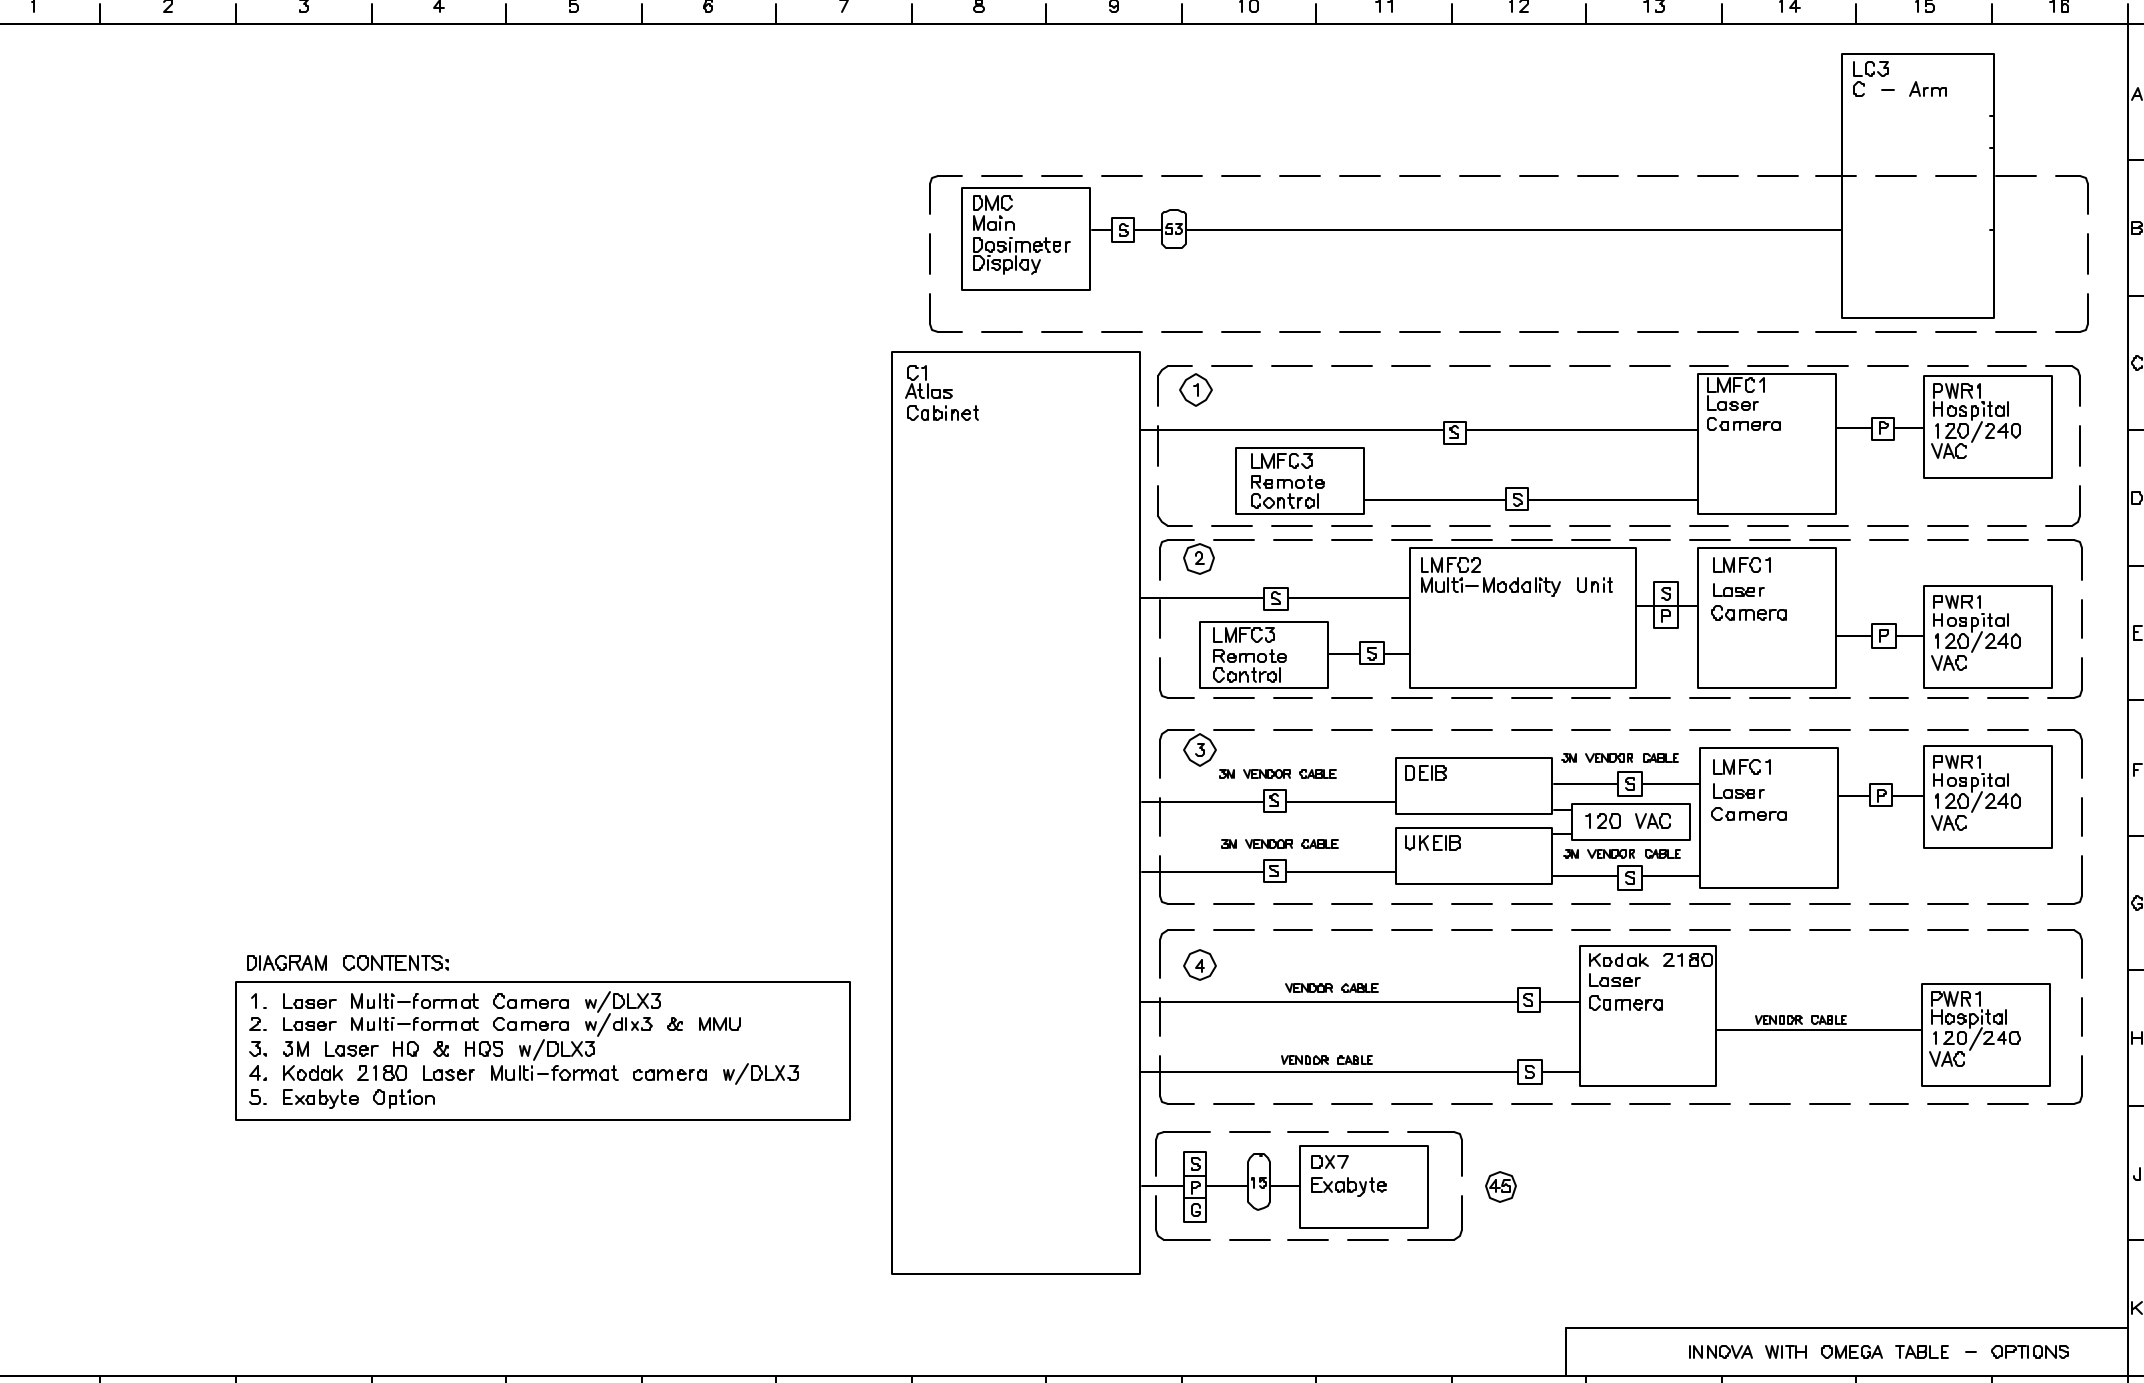 1 2 3 4 5 6 7 8 9 10 11 12 13 14 15 16
A
B
C
D
E
F
G
H
J
K
LC3
C - Arm
DMC
Main
Dosimeter
Display
S
53
C1
Atlas
Cabinet
1
S
LMFC3
Remote
Control
S
LMFC1
Laser
Camera
P
PWR1
Hospital
120/240
VAC
2
S
LMFC3
Remote
Control
S
LMFC2
Multi-Modality Unit
S
P
LMFC1
Laser
Camera
P
PWR1
Hospital
120/240
VAC
3
3M VENDOR CABLE
S
DEIB
3M VENDOR CABLE
S
120 VAC
3M VENDOR CABLE
S
UKEIB
3M VENDOR CABLE
S
LMFC1
Laser
Camera
P
PWR1
Hospital
120/240
VAC
4
VENDOR CABLE
S
VENDOR CABLE
S
Kodak 2180
Laser
Camera
VENDOR CABLE
PWR1
Hospital
120/240
VAC
S
P
G
15
DX7
Exabyte
45
DIAGRAM CONTENTS:
1. Laser Multi-format Camera w/DLX3
2. Laser Multi-format Camera w/dlx3 & MMU
3. 3M Laser HQ & HQS w/DLX3
4. Kodak 2180 Laser Multi-format camera w/DLX3
5. Exabyte Option
INNOVA WITH OMEGA TABLE - OPTIONS